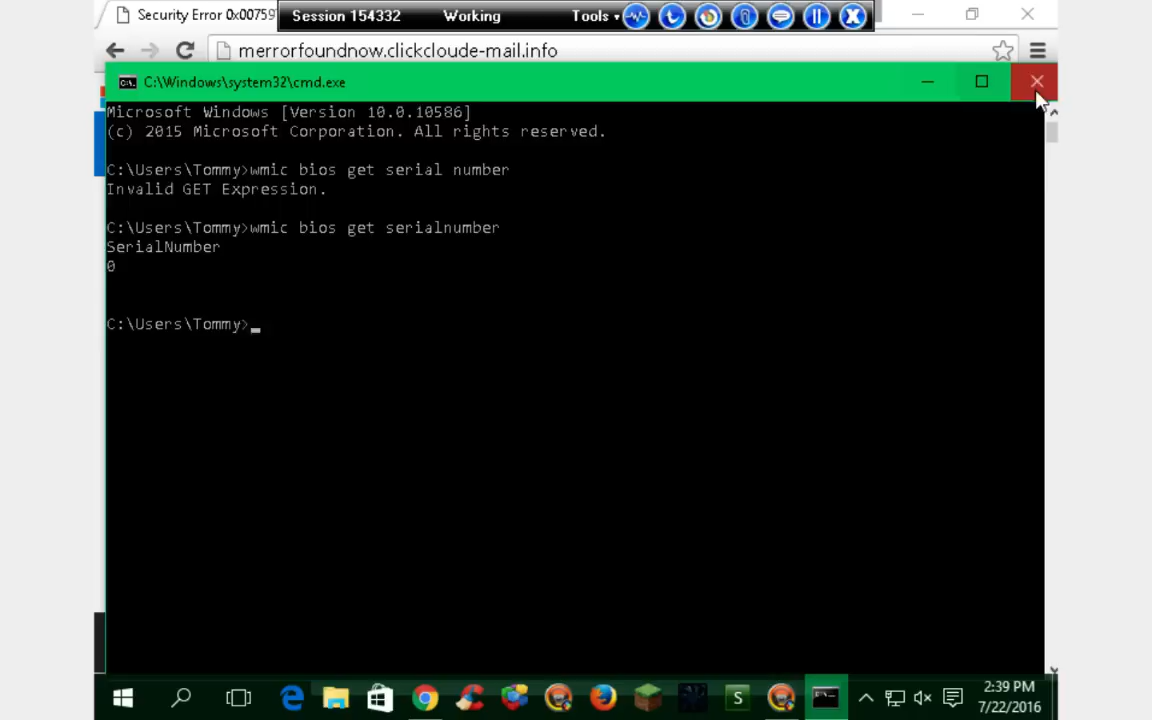 Security Error 0x00759
Session 154332 Working Tools
merrorfoundnow.clickcloude-mail.info
C:\Windows\system32\cmd.exe
Microsoft Windows [Version 10.0.10586]
(c) 2015 Microsoft Corporation. All rights reserved.
C:\Users\Tommy>wmic bios get serial number
Invalid GET Expression.
C:\Users\Tommy>wmic bios get serialnumber
SerialNumber
0
C:\Users\Tommy>_
S
2:39 PM
7/22/2016